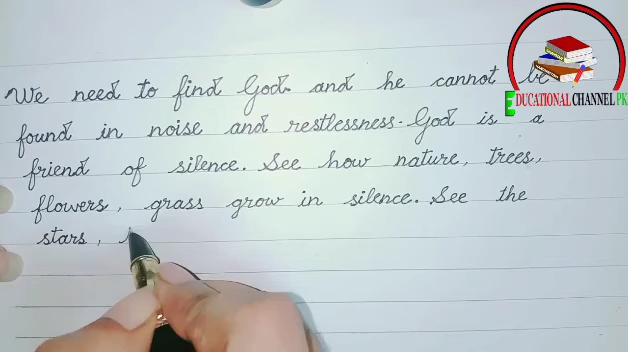 We need to find God. and he cannot be
found in noise and restlessness. God is a
friend of silence. See how nature, trees,
flowers, grass grow in silence. See the
stars,
EDUCATIONAL CHANNEL PK